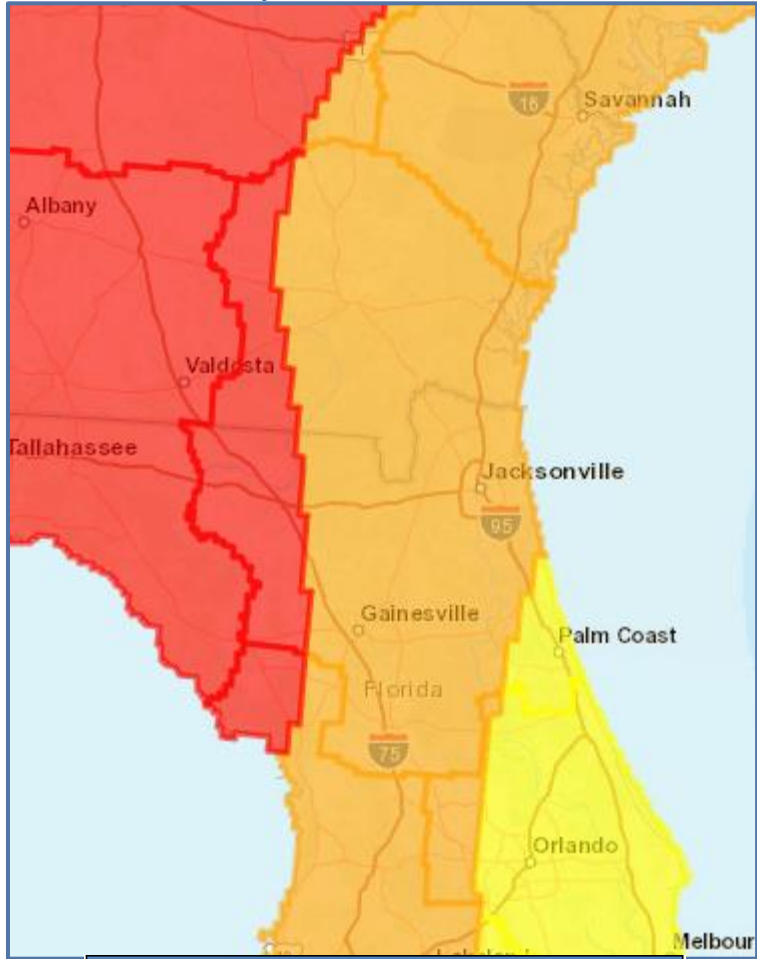 16
Savannah
Albany
Valdosta
Tallahassee
Jacksonville
95
Gainesville
Palm Coast
Florida
75
Orlando
Melbour